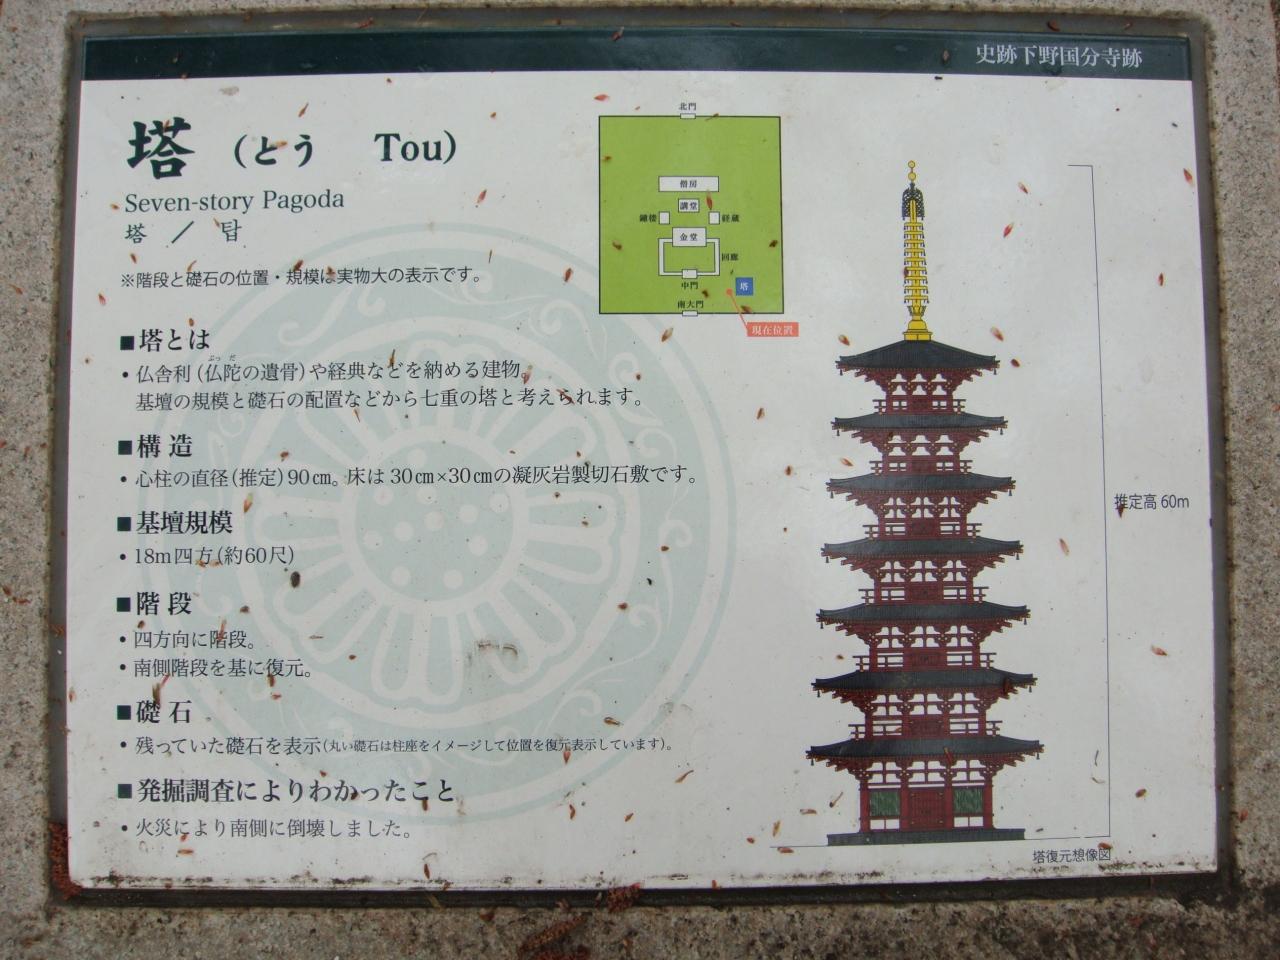 史跡下野国分寺跡
塔 (とう Tou)
Seven-story Pagoda
塔 ／ 탑
※階段と礎石の位置・規模は実物大の表示です。
■塔とは
・仏舎利(仏陀の遺骨)や経典などを納める建物。
ぶっだ
基壇の規模と礎石の配置などから七重の塔と考えられます。
■構造
・心柱の直径(推定)90㎝。床は30㎝×30㎝の凝灰岩製切石敷です。
■基壇規模
・18m四方(約60尺)
■階段
・四方向に階段。
・南側階段を基に復元。
■礎石
・残っていた礎石を表示(丸い礎石は柱座をイメージして位置を復元表示しています)。
■発掘調査によりわかったこと
・火災により南側に倒壊しました。
北門
僧房
講堂
鐘楼
経蔵
金堂
回廊
中門
塔
南大門
現在位置
推定高 60m
塔復元想像図